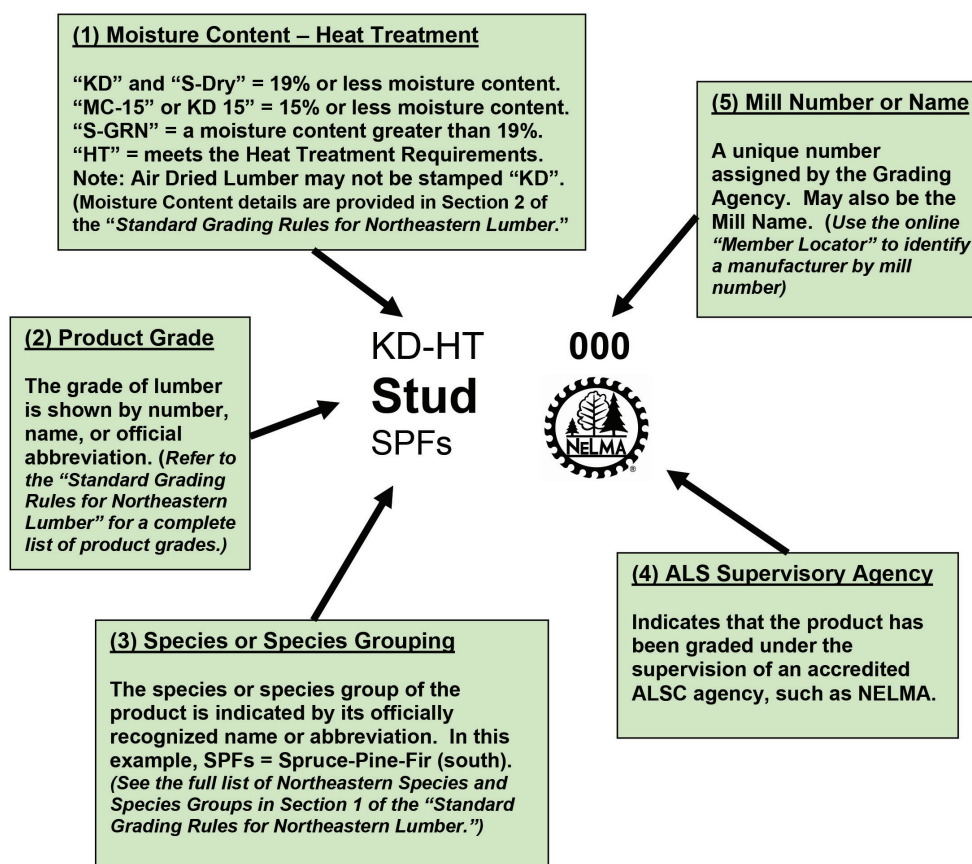 (1) Moisture Content – Heat Treatment
“KD” and “S-Dry” = 19% or less moisture content.
“MC-15” or KD 15” = 15% or less moisture content.
“S-GRN” = a moisture content greater than 19%.
“HT” = meets the Heat Treatment Requirements.
Note: Air Dried Lumber may not be stamped “KD”.
(Moisture Content details are provided in Section 2 of
the “Standard Grading Rules for Northeastern Lumber.”
(5) Mill Number or Name
A unique number
assigned by the Grading
Agency. May also be the
Mill Name. (Use the online
“Member Locator” to identify
a manufacturer by mill
number)
(2) Product Grade
The grade of lumber
is shown by number,
name, or official
abbreviation. (Refer to
the “Standard Grading
Rules for Northeastern
Lumber” for a complete
list of product grades.)
KD-HT
Stud
SPFs
000
NELMA
®
(3) Species or Species Grouping
The species or species group of the
product is indicated by its officially
recognized name or abbreviation. In this
example, SPFs = Spruce-Pine-Fir (south).
(See the full list of Northeastern Species and
Species Groups in Section 1 of the “Standard
Grading Rules for Northeastern Lumber.”)
(4) ALS Supervisory Agency
Indicates that the product has
been graded under the
supervision of an accredited
ALSC agency, such as NELMA.